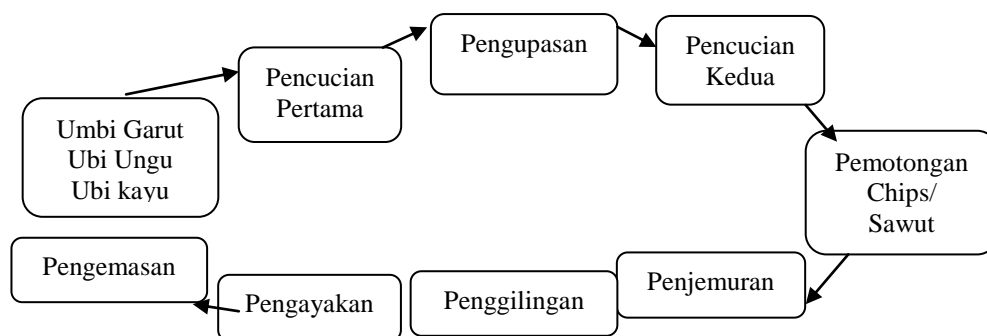 Umbi Garut
Ubi Ungu
Ubi kayu
Pencucian
Pertama
Pengupasan
Pencucian
Kedua
Pemotongan
Chips/
Sawut
Penjemuran
Penggilingan
Pengayakan
Pengemasan